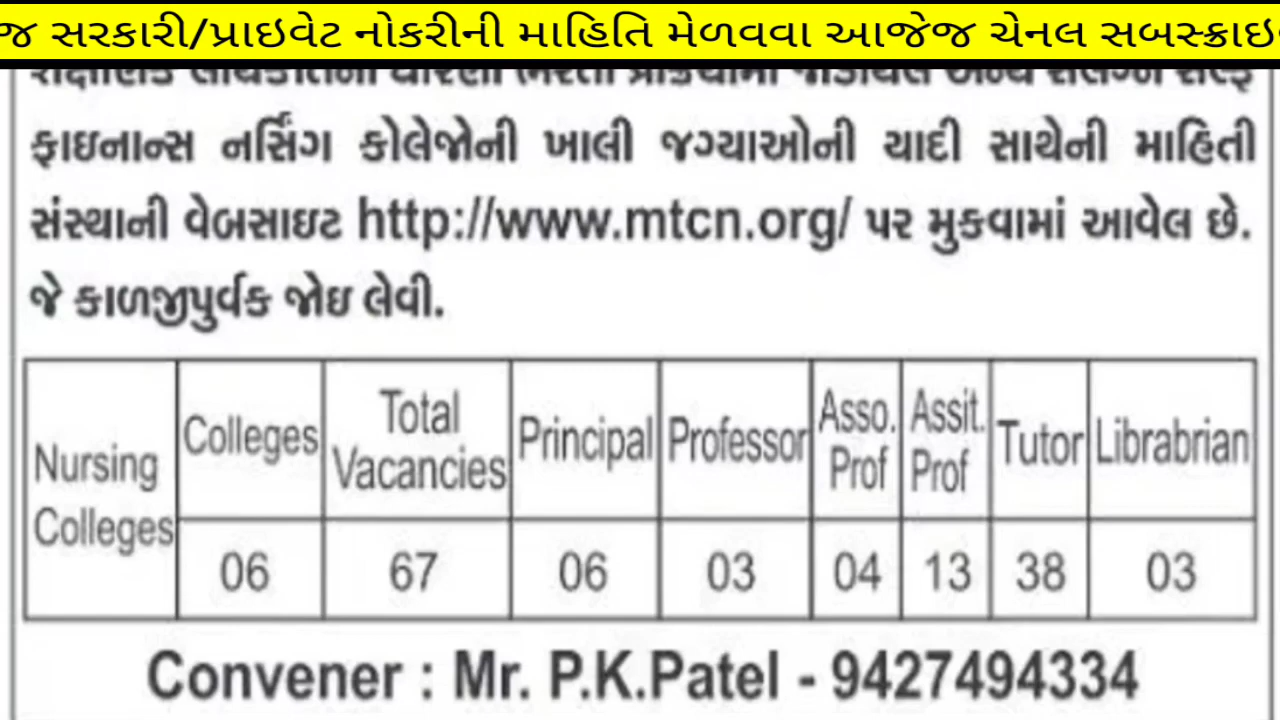 સરકારી/પ્રાઇવેટ નોકરીની માહિતિ મેળવવા આજેજ ચેનલ
ફાઇનાન્સ નર્સિંગ કોલેજોની ખાલી જગ્યાઓની યાદી સાથેની માહિતી
સંસ્થાની વેબસાઇટ http://www.mtcn.org/ પર મુકવામાં આવેલ છે.
જે કાળજીપુર્વક જોઇ લેવી.
Nursing Colleges Colleges Total Vacancies Principal Professor Asso. Prof Assit. Prof Tutor Librabrian
06 67 06 03 04 13 38 03
Convener : Mr. P.K.Patel - 9427494334